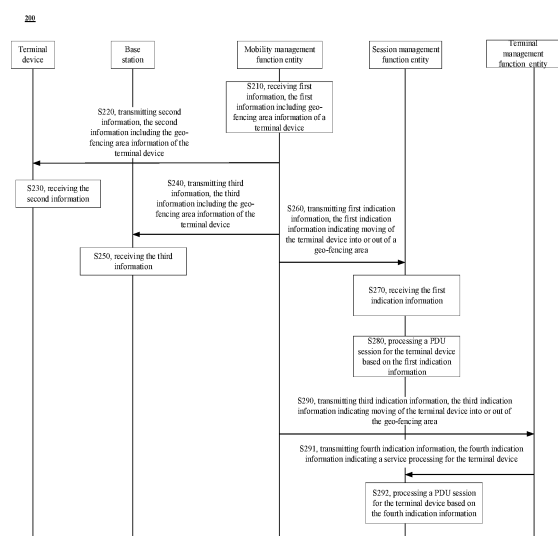 200
Terminal
device
Base
station
Mobility management
function entity
Session management
function entity
Terminal
management
function entity
S210, receiving first
information, the first
information including geo-
fencing area information of a
terminal device
S220, transmitting second
information, the second
information including the geo-
fencing area information of the
terminal device
S230, receiving the
second information
S240, transmitting third
information, the third
information including the geo-
fencing area information of the
terminal device
S250, receiving the third
information
S260, transmitting first indication
information, the first indication
information indicating moving of
the terminal device into or out of a
geo-fencing area
S270, receiving the first
indication information
S280, processing a PDU
session for the terminal device
based on the first indication
information
S290, transmitting third indication information, the third indication
information indicating moving of the terminal device into or out of
the geo-fencing area
S291, transmitting fourth indication information, the fourth indication
information indicating a service processing for the terminal device
S292, processing a PDU session
for the terminal device based on
the fourth indication information